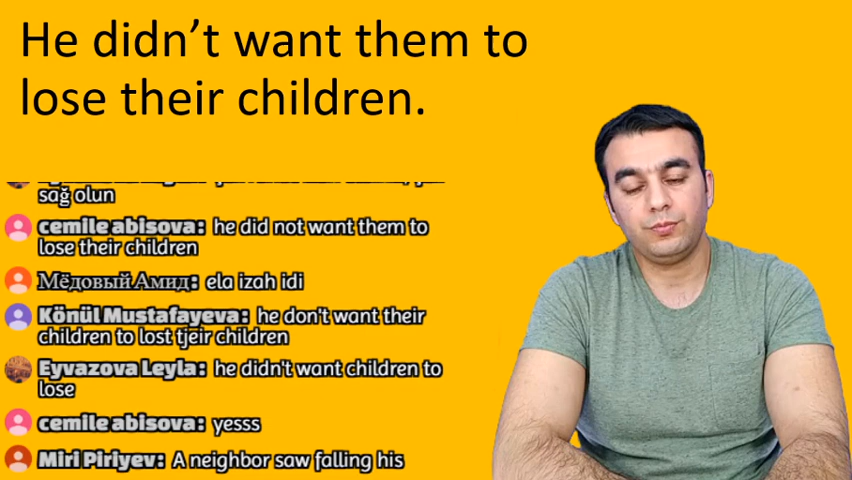 He didn’t want them to
lose their children.
sağ olun
cemile abisova: he did not want them to
lose their children
Мёдовый Амид: ela izah idi
Könül Mustafayeva: he don't want their
children to lost tjeir children
Eyvazova Leyla: he didn't want children to
lose
cemile abisova: yesss
Miri Piriyev: A neighbor saw falling his